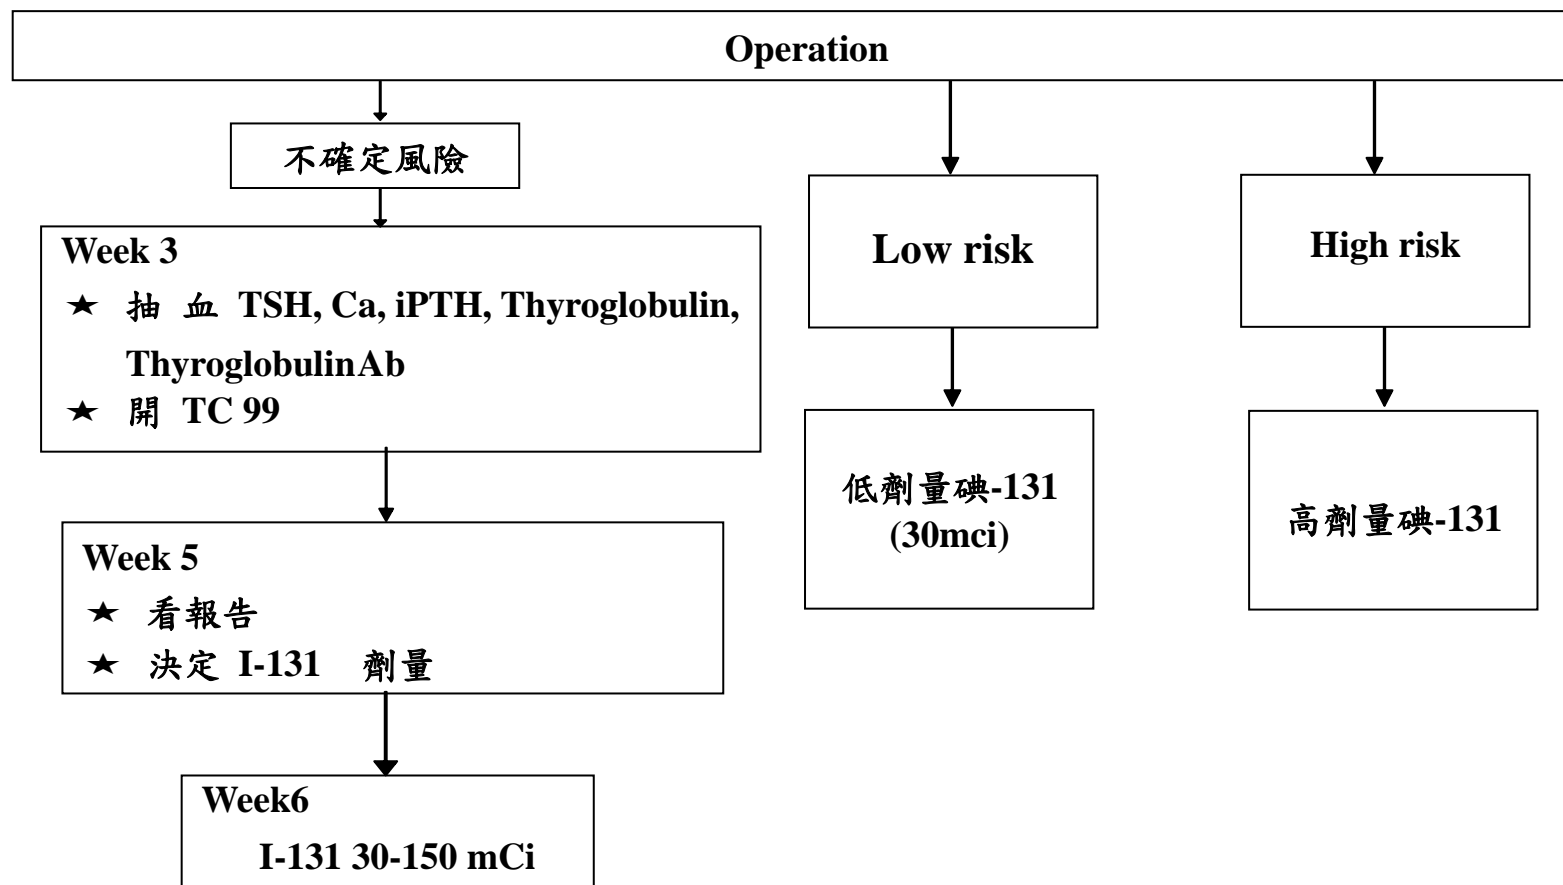 Operation
不確定風險
Week 3
★ 抽 血 TSH, Ca, iPTH, Thyroglobulin,
ThyroglobulinAb
★ 開 TC 99
Week 5
★ 看報告
★ 決定 I-131 劑量
Week6
I-131 30-150 mCi
Low risk
低劑量碘-131
(30mci)
High risk
高劑量碘-131